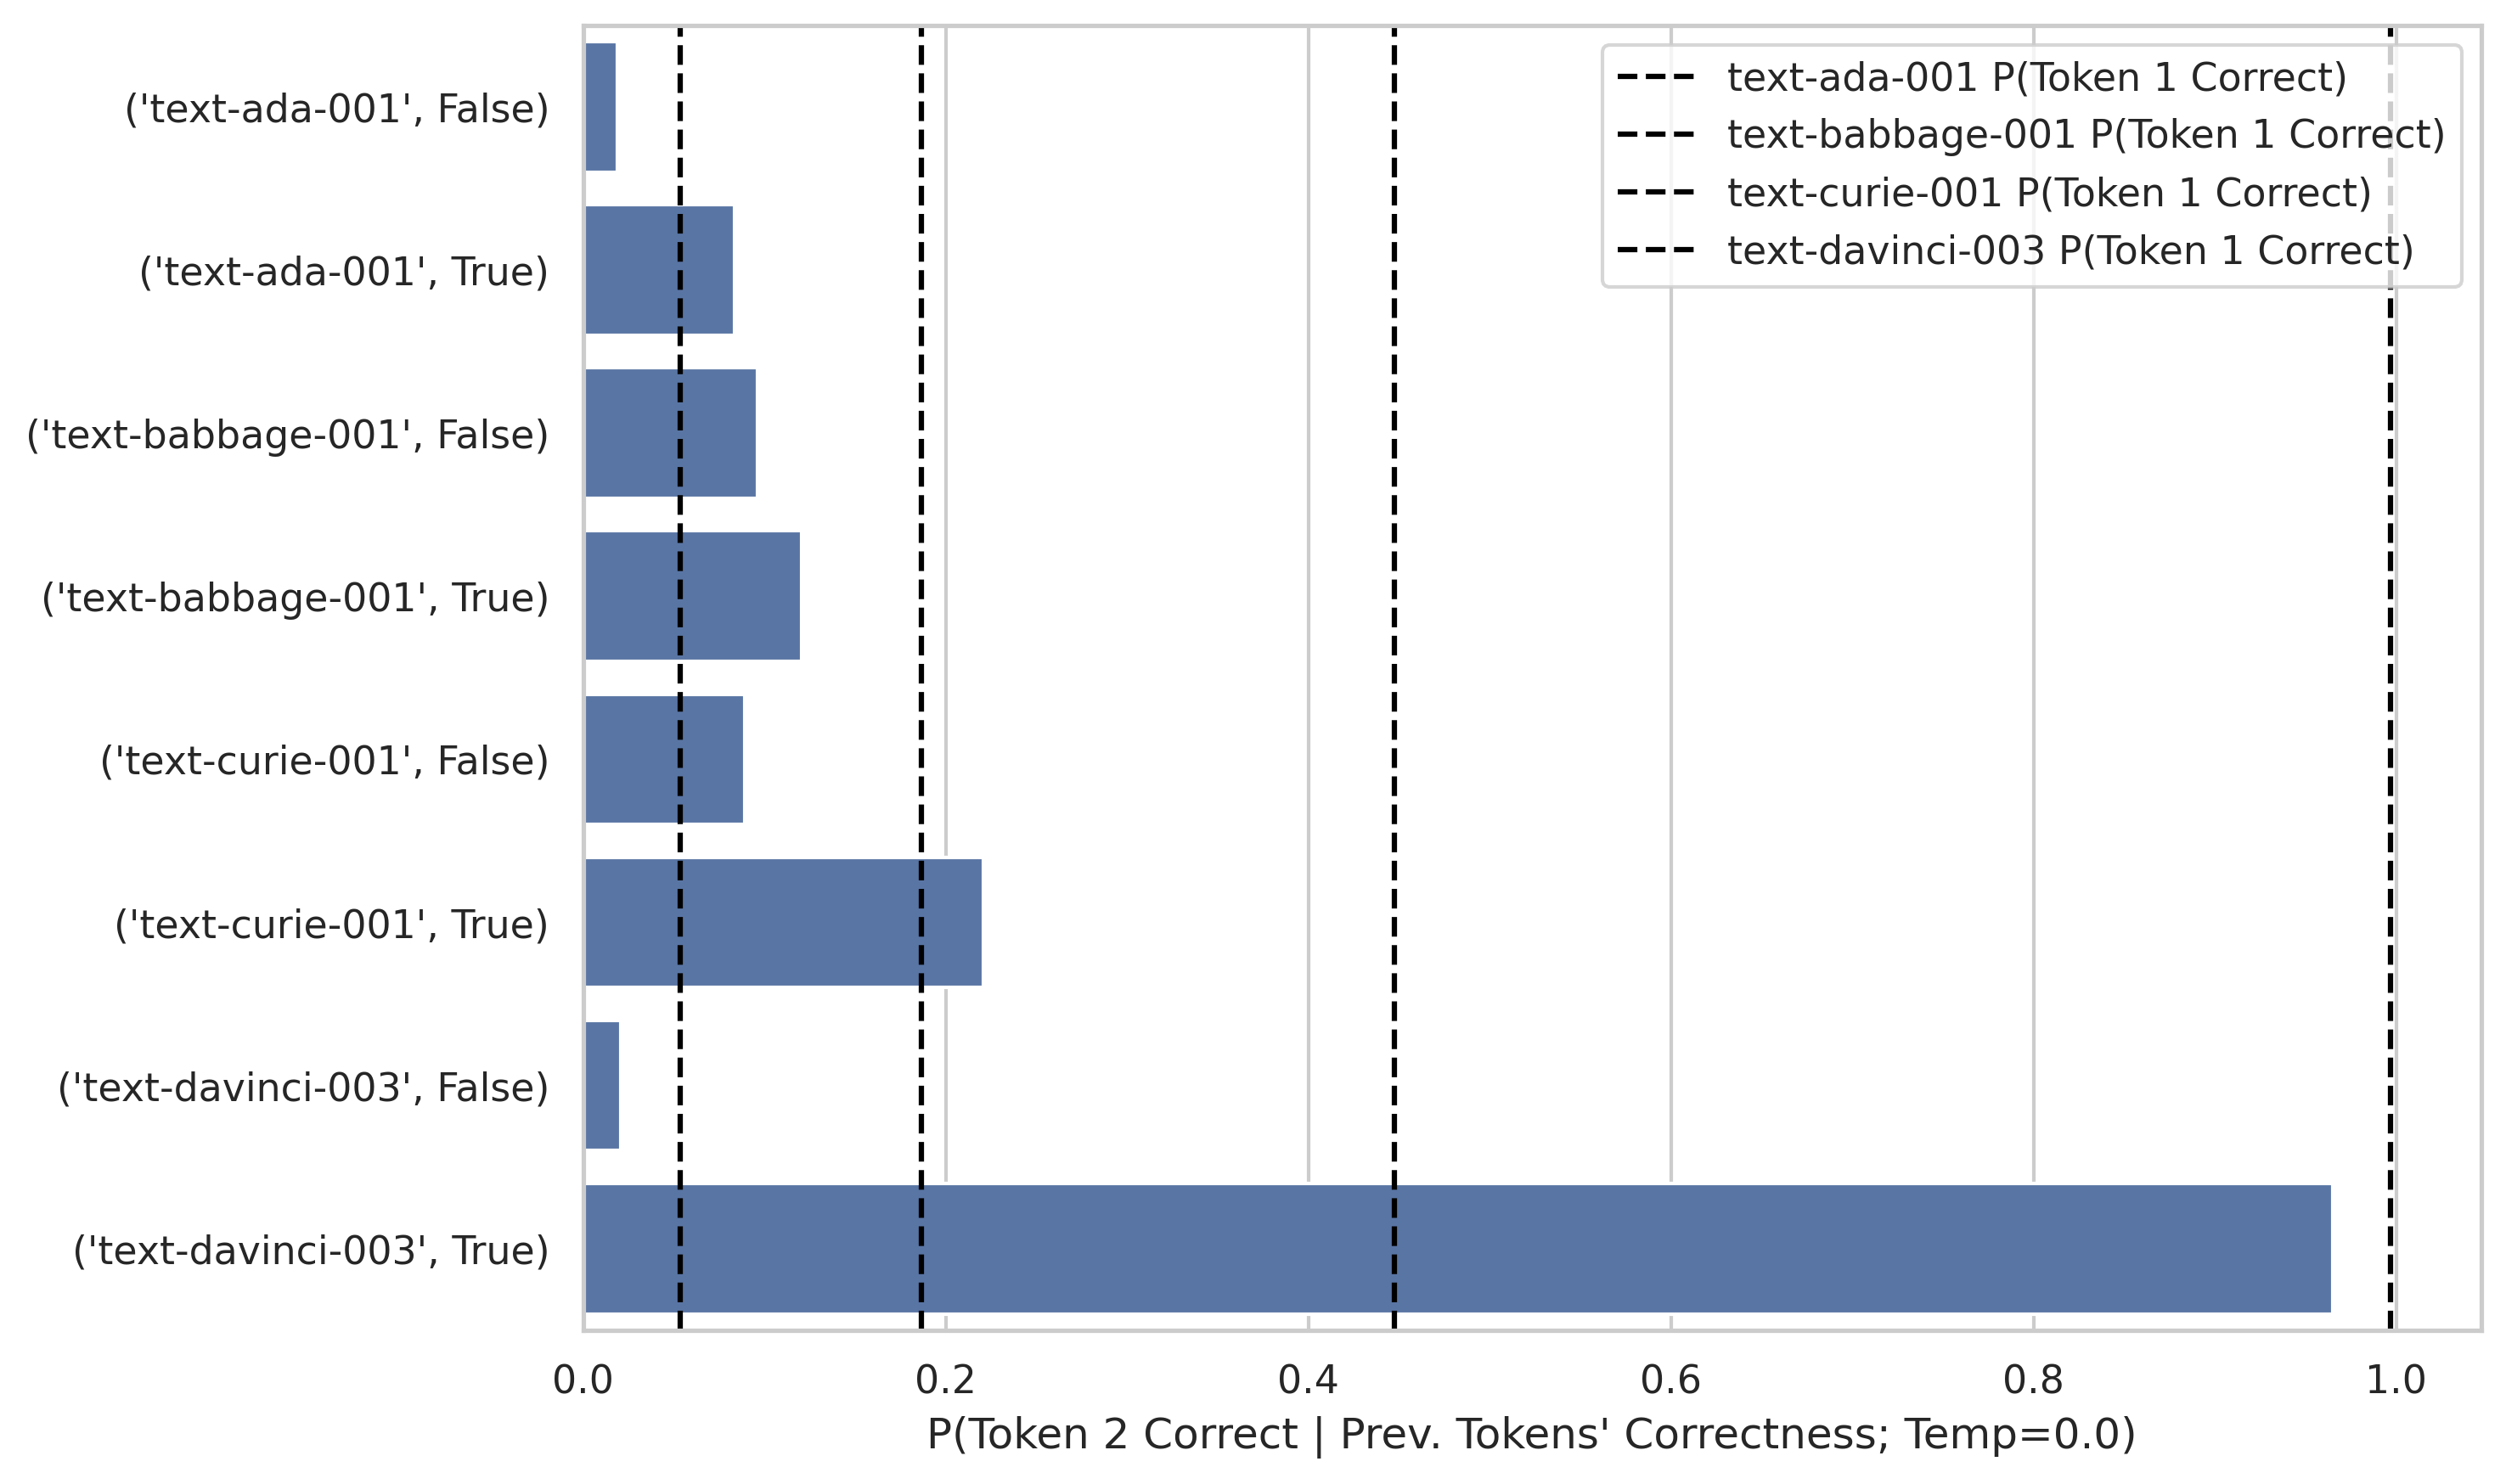 text-ada-001 P(Token 1 Correct)
text-babbage-001 P(Token 1 Correct)
text-curie-001 P(Token 1 Correct)
text-davinci-003 P(Token 1 Correct)
('text-ada-001', False)
('text-ada-001', True)
('text-babbage-001', False)
('text-babbage-001', True)
('text-curie-001', False)
('text-curie-001', True)
('text-davinci-003', False)
('text-davinci-003', True)
0.0 0.2 0.4 0.6 0.8 1.0
P(Token 2 Correct | Prev. Tokens' Correctness; Temp=0.0)